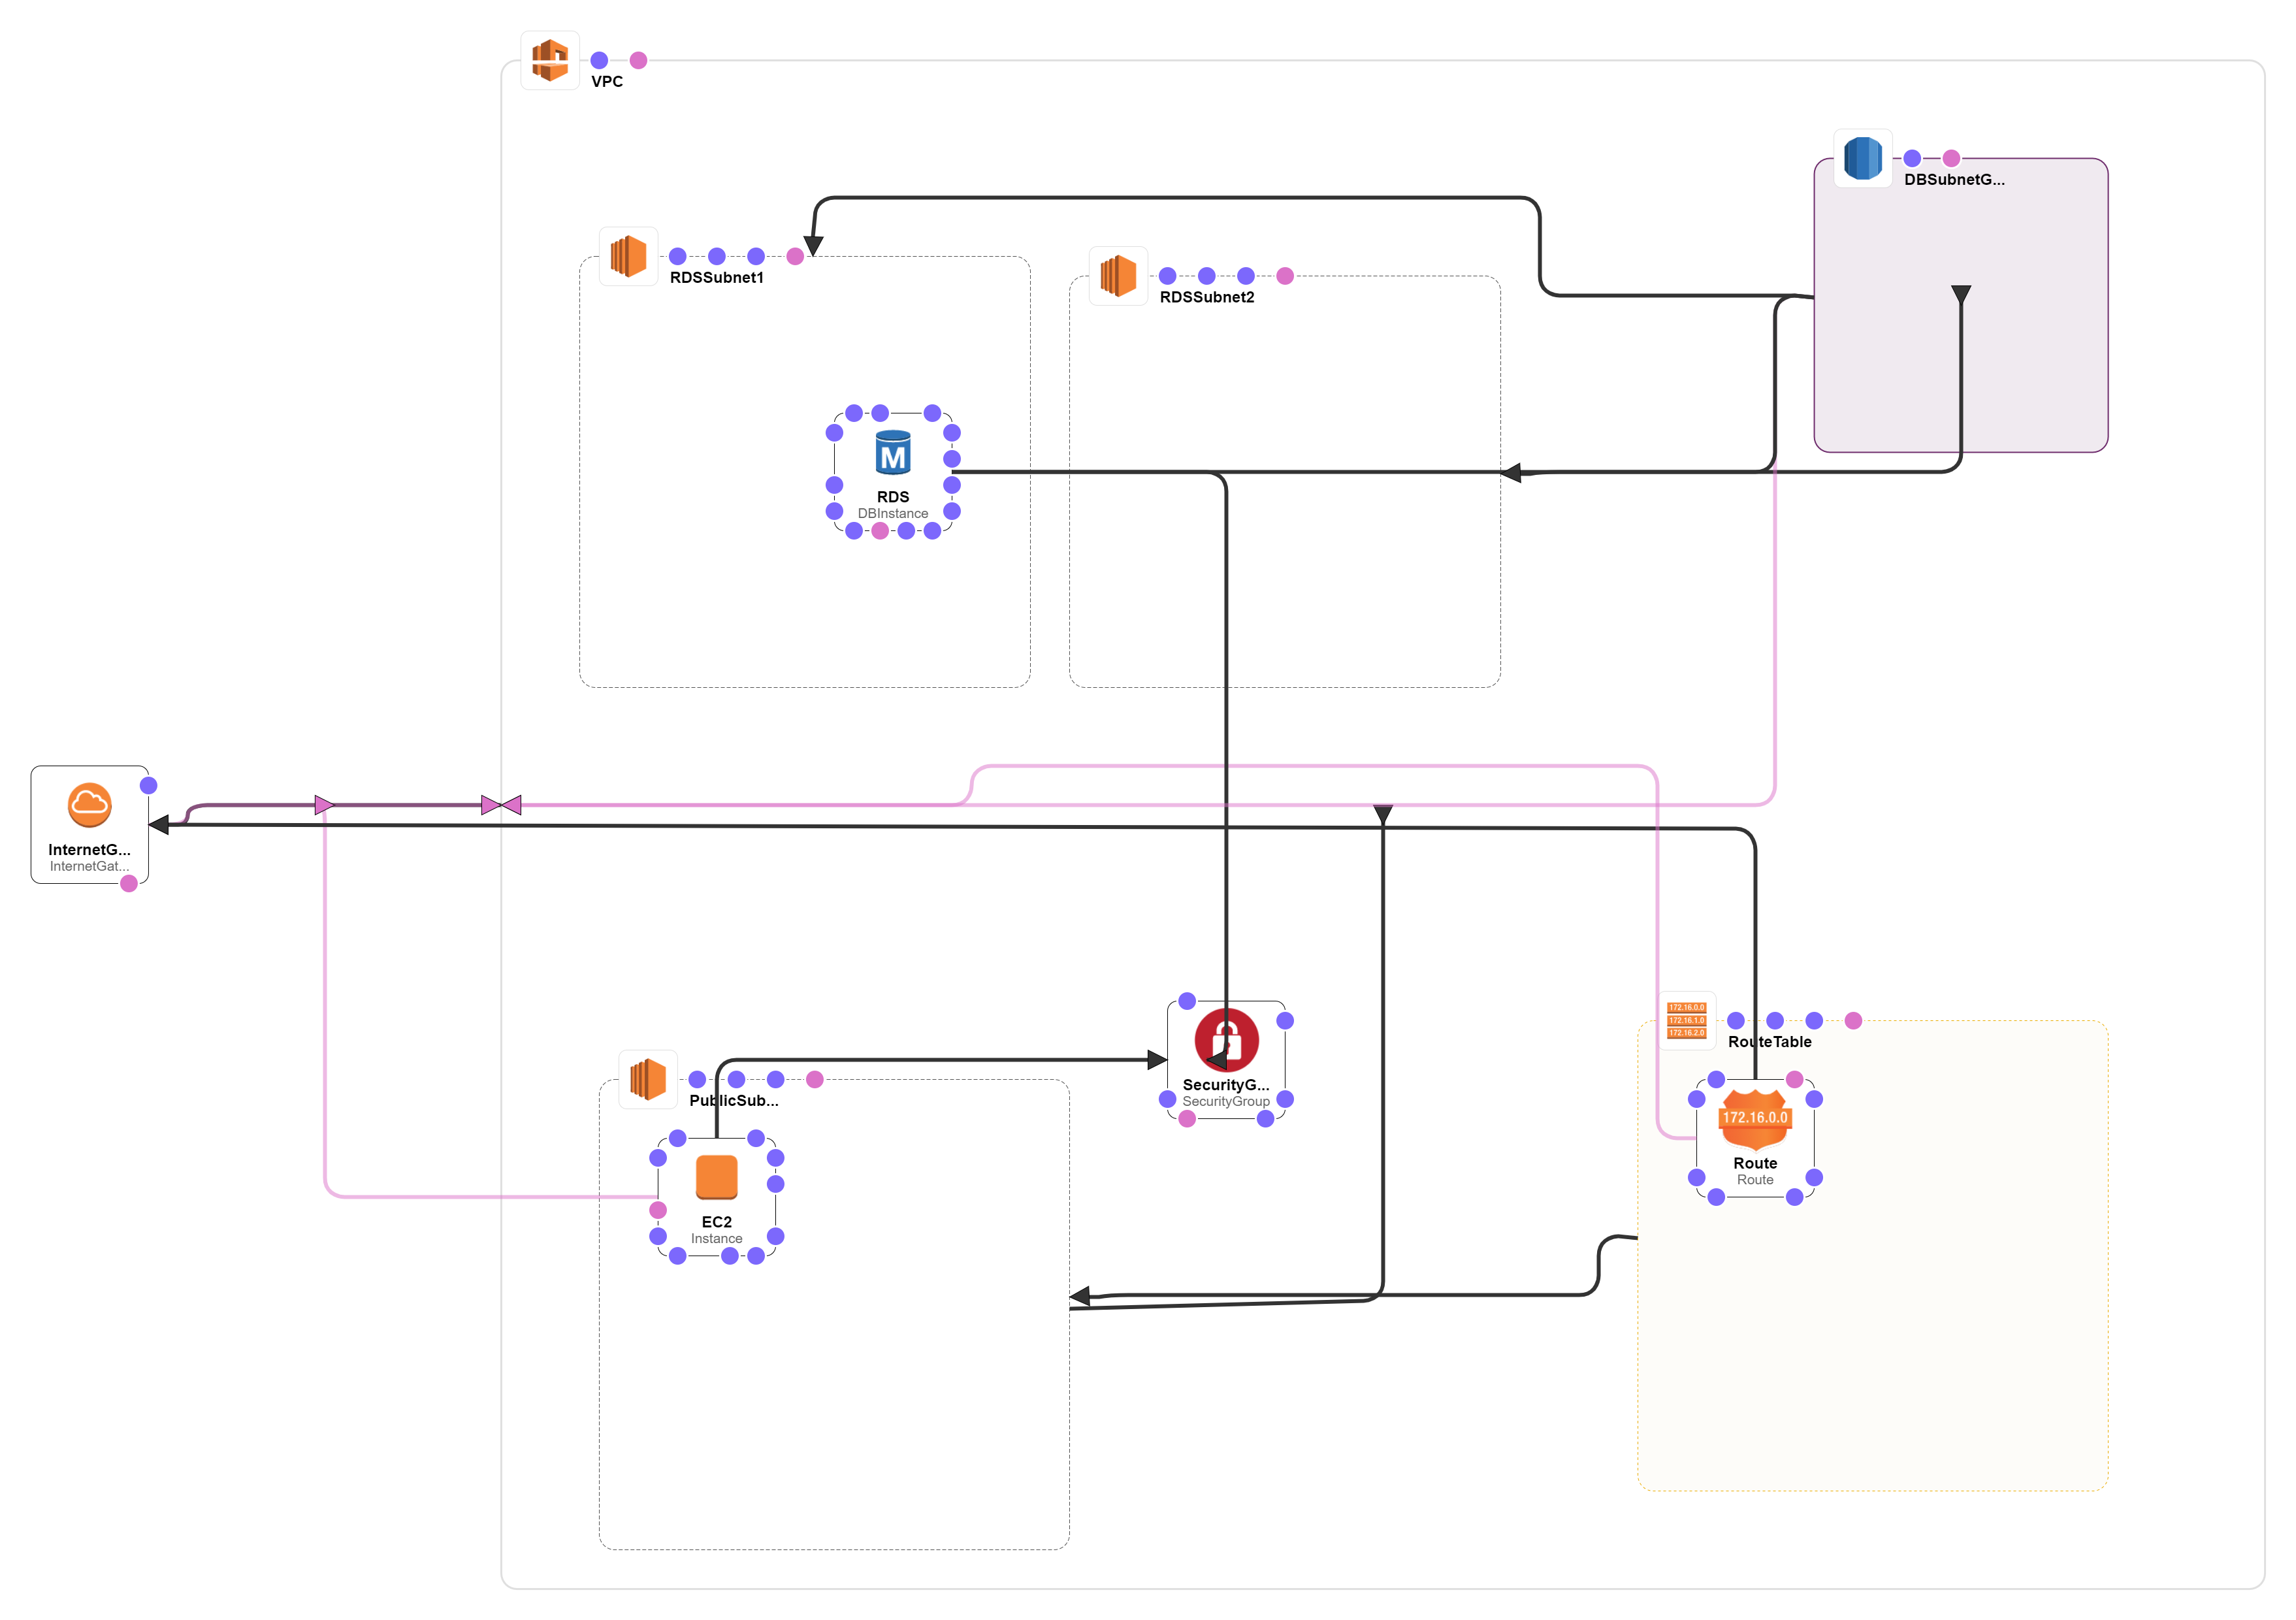 VPC
DBSubnetG...
RDSSubnet1
RDSSubnet2
M
RDS
DBInstance
InternetG...
InternetGat...
172.16.0.0
172.16.1.0
172.16.2.0
RouteTable
SecurityG...
SecurityGroup
PublicSub...
172.16.0.0
Route
Route
EC2
Instance